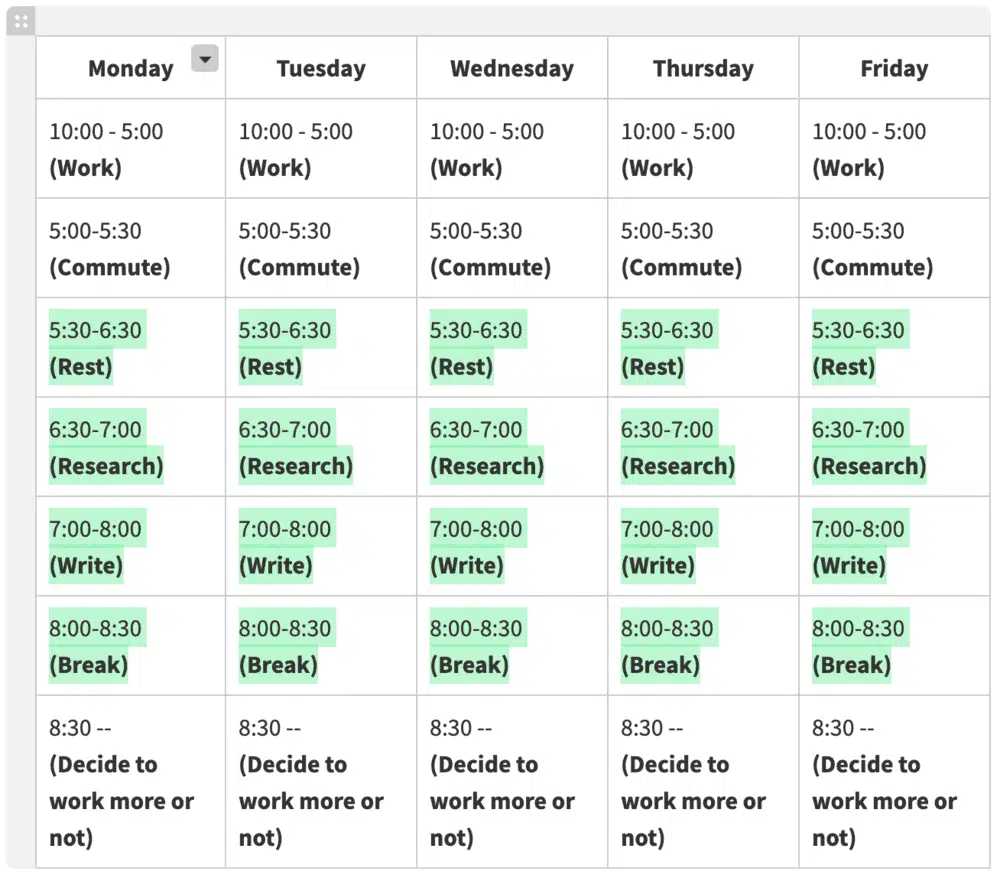 Monday Tuesday Wednesday Thursday Friday
10:00 - 5:00 10:00 - 5:00 10:00 - 5:00 10:00 - 5:00 10:00 - 5:00
(Work) (Work) (Work) (Work) (Work)
5:00-5:30 5:00-5:30 5:00-5:30 5:00-5:30 5:00-5:30
(Commute) (Commute) (Commute) (Commute) (Commute)
5:30-6:30 5:30-6:30 5:30-6:30 5:30-6:30 5:30-6:30
(Rest) (Rest) (Rest) (Rest) (Rest)
6:30-7:00 6:30-7:00 6:30-7:00 6:30-7:00 6:30-7:00
(Research) (Research) (Research) (Research) (Research)
7:00-8:00 7:00-8:00 7:00-8:00 7:00-8:00 7:00-8:00
(Write) (Write) (Write) (Write) (Write)
8:00-8:30 8:00-8:30 8:00-8:30 8:00-8:30 8:00-8:30
(Break) (Break) (Break) (Break) (Break)
8:30 -- 8:30 -- 8:30 -- 8:30 -- 8:30 --
(Decide to (Decide to (Decide to (Decide to (Decide to
work more or work more or work more or work more or work more or
not) not) not) not) not)